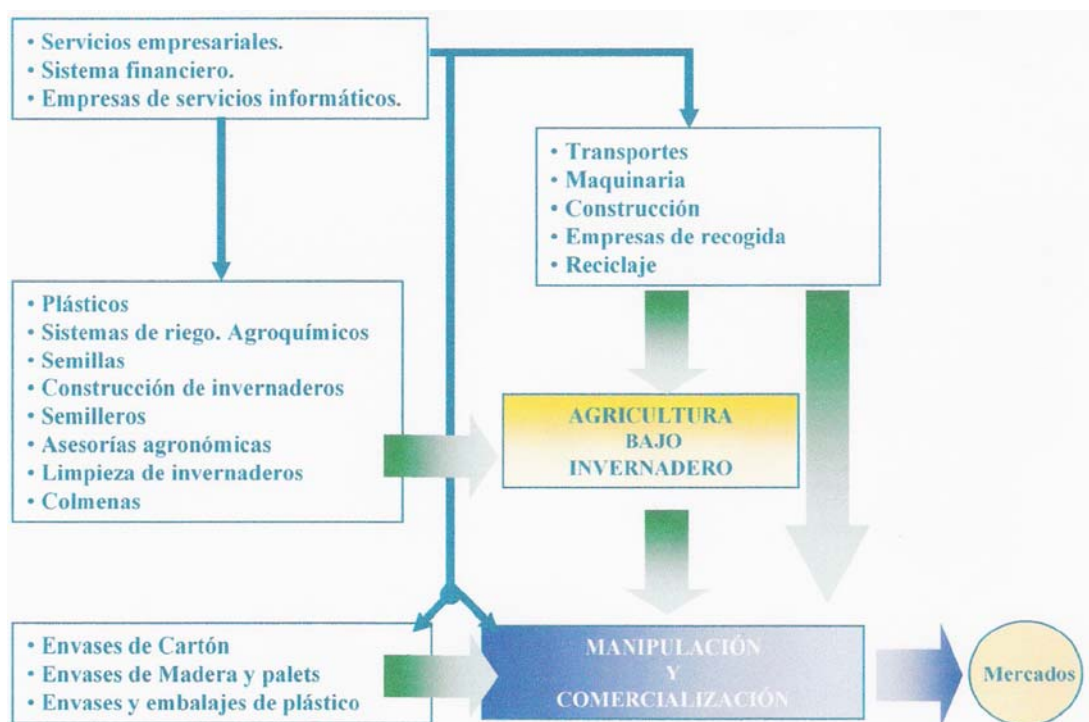 • Servicios empresariales.
• Sistema financiero.
• Empresas de servicios informáticos.
• Transportes
• Maquinaria
• Construcción
• Empresas de recogida
• Reciclaje
• Plásticos
• Sistemas de riego. Agroquímicos
• Semillas
• Construcción de invernaderos
• Semilleros
• Asesorías agronómicas
• Limpieza de invernaderos
• Colmenas
AGRICULTURA
BAJO
INVERNADERO
• Envases de Cartón
• Envases de Madera y palets
• Envases y embalajes de plástico
MANIPULACIÓN
Y
COMERCIALIZACIÓN
Mercados